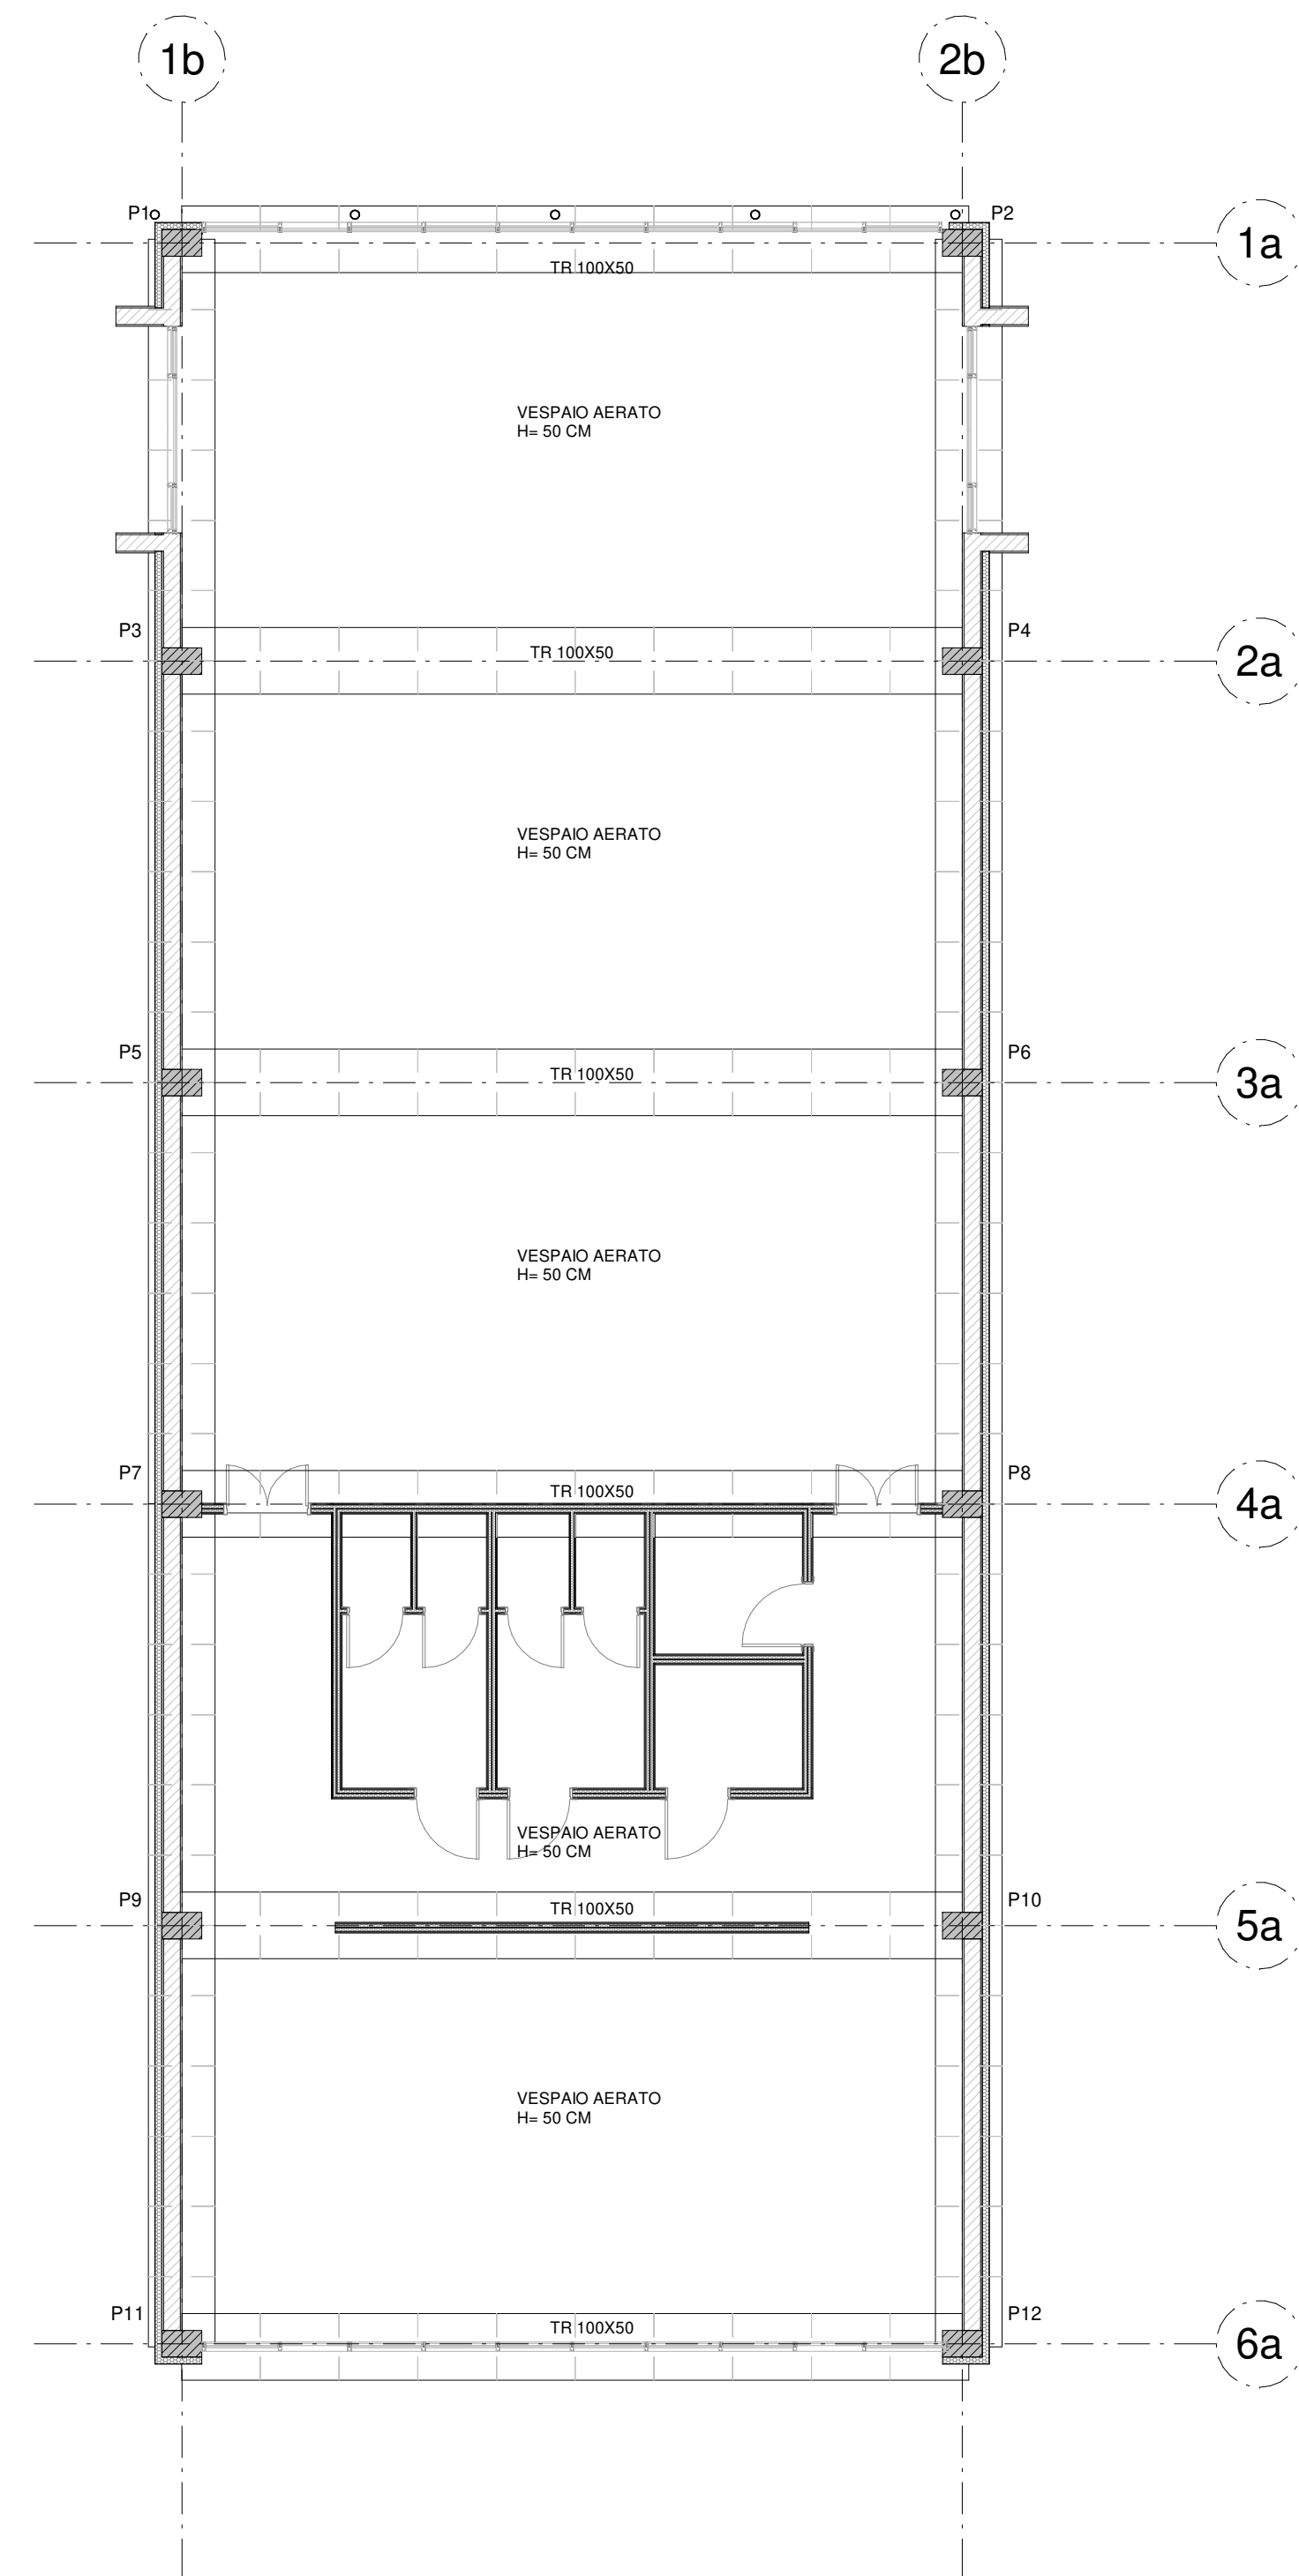 1b
2b
P1
P2
1a
TR 100X50
VESPAIO AERATO
H= 50 CM
P3
P4
TR 100X50
2a
VESPAIO AERATO
H= 50 CM
P5
P6
TR 100X50
3a
VESPAIO AERATO
H= 50 CM
P7
P8
TR 100X50
4a
VESPAIO AERATO
H= 50 CM
P9
P10
TR 100X50
5a
VESPAIO AERATO
H= 50 CM
P11
P12
TR 100X50
6a